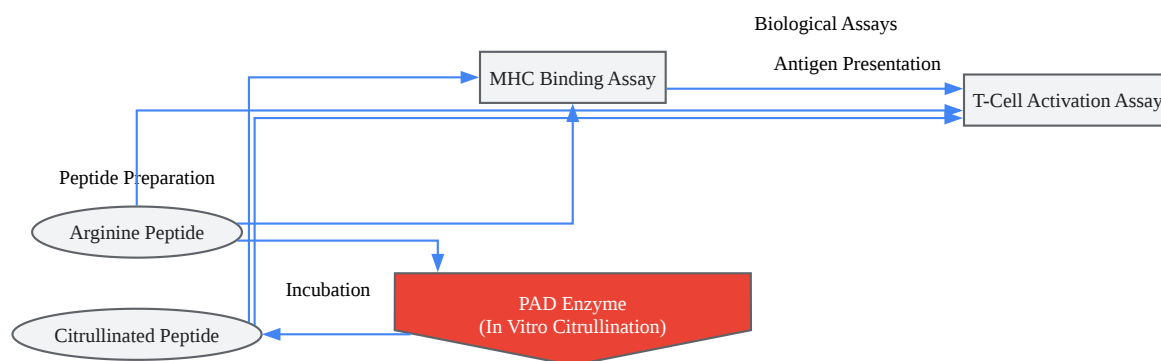 Biological Assays
MHC Binding Assay
Antigen Presentation
T-Cell Activation Assay
Peptide Preparation
Arginine Peptide
Incubation
PAD Enzyme
(In Vitro Citrullination)
Citrullinated Peptide